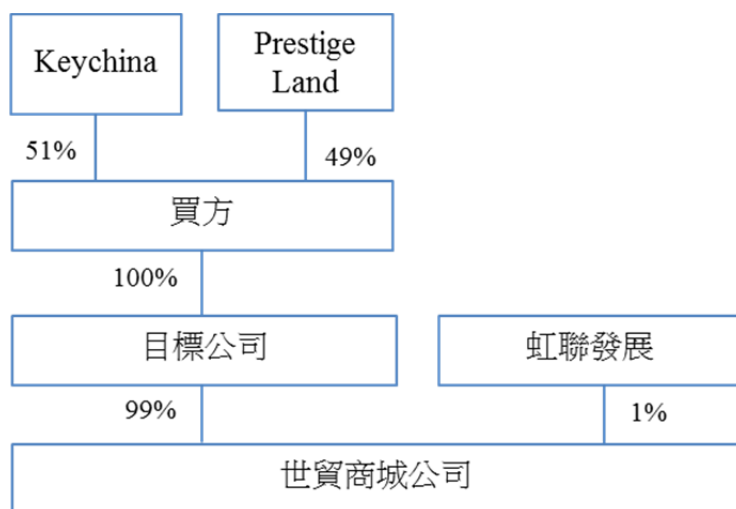 Keychina
Prestige
Land
51%
49%
買方
100%
目標公司
虹聯發展
99%
1%
世貿商城公司